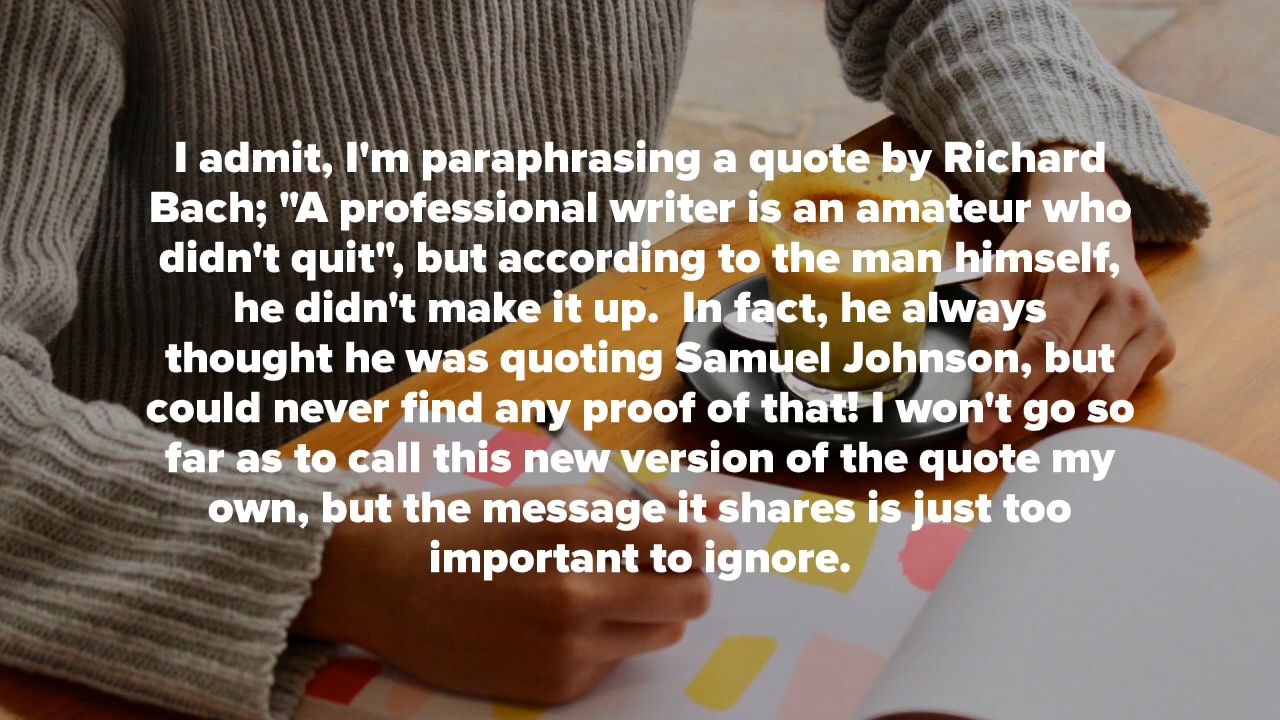 I admit, I'm paraphrasing a quote by Richard
Bach; "A professional writer is an amateur who
didn't quit", but according to the man himself,
he didn't make it up.  In fact, he always
thought he was quoting Samuel Johnson, but
could never find any proof of that! I won't go so
far as to call this new version of the quote my
own, but the message it shares is just too
important to ignore.